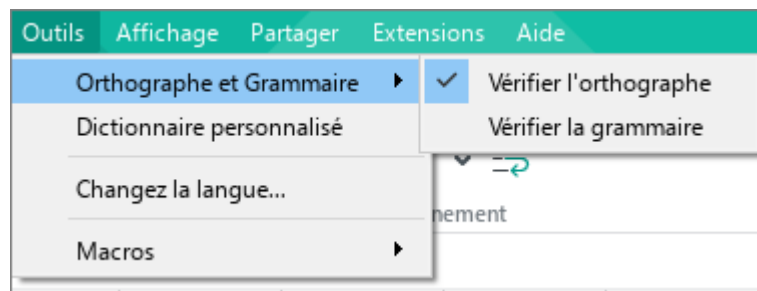 Outils Affichage Partager Extensions Aide
Orthographe et Grammaire Vérifier l'orthographe
Dictionnaire personnalisé Vérifier la grammaire
Changez la langue...
nement
Macros